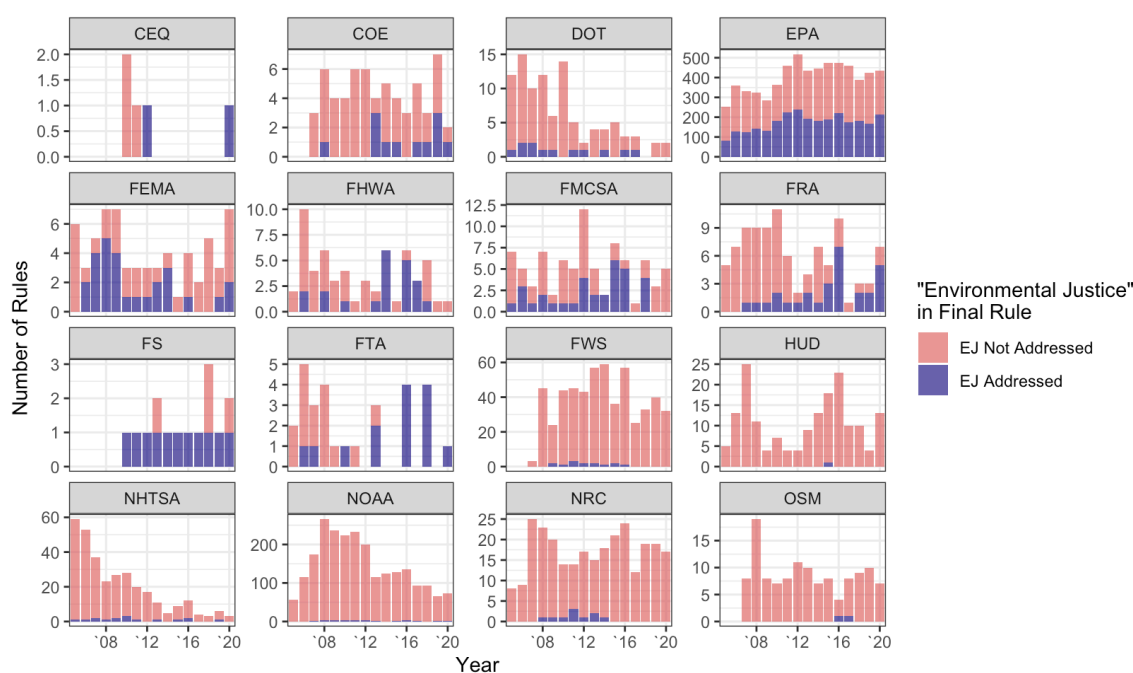 CEQ
COE
DOT
EPA
2.0
1.5
1.0
0.5
0.0
6
4
2
0
15
10
5
0
500
400
300
200
100
0
FEMA
FHWA
FMCSA
FRA
6
4
2
0
10.0
7.5
5.0
2.5
0.0
12.5
10.0
7.5
5.0
2.5
0.0
9
6
3
0
FS
FTA
FWS
HUD
3
2
1
0
5
4
3
2
1
0
60
40
20
0
25
20
15
10
5
0
NHTSA
NOAA
NRC
OSM
60
40
20
0
200
100
0
25
20
15
10
5
0
15
10
5
0
`08 `12 `16 `20
`08 `12 `16 `20
`08 `12 `16 `20
`08 `12 `16 `20
Year
Number of Rules
"Environmental Justice"
in Final Rule
EJ Not Addressed
EJ Addressed